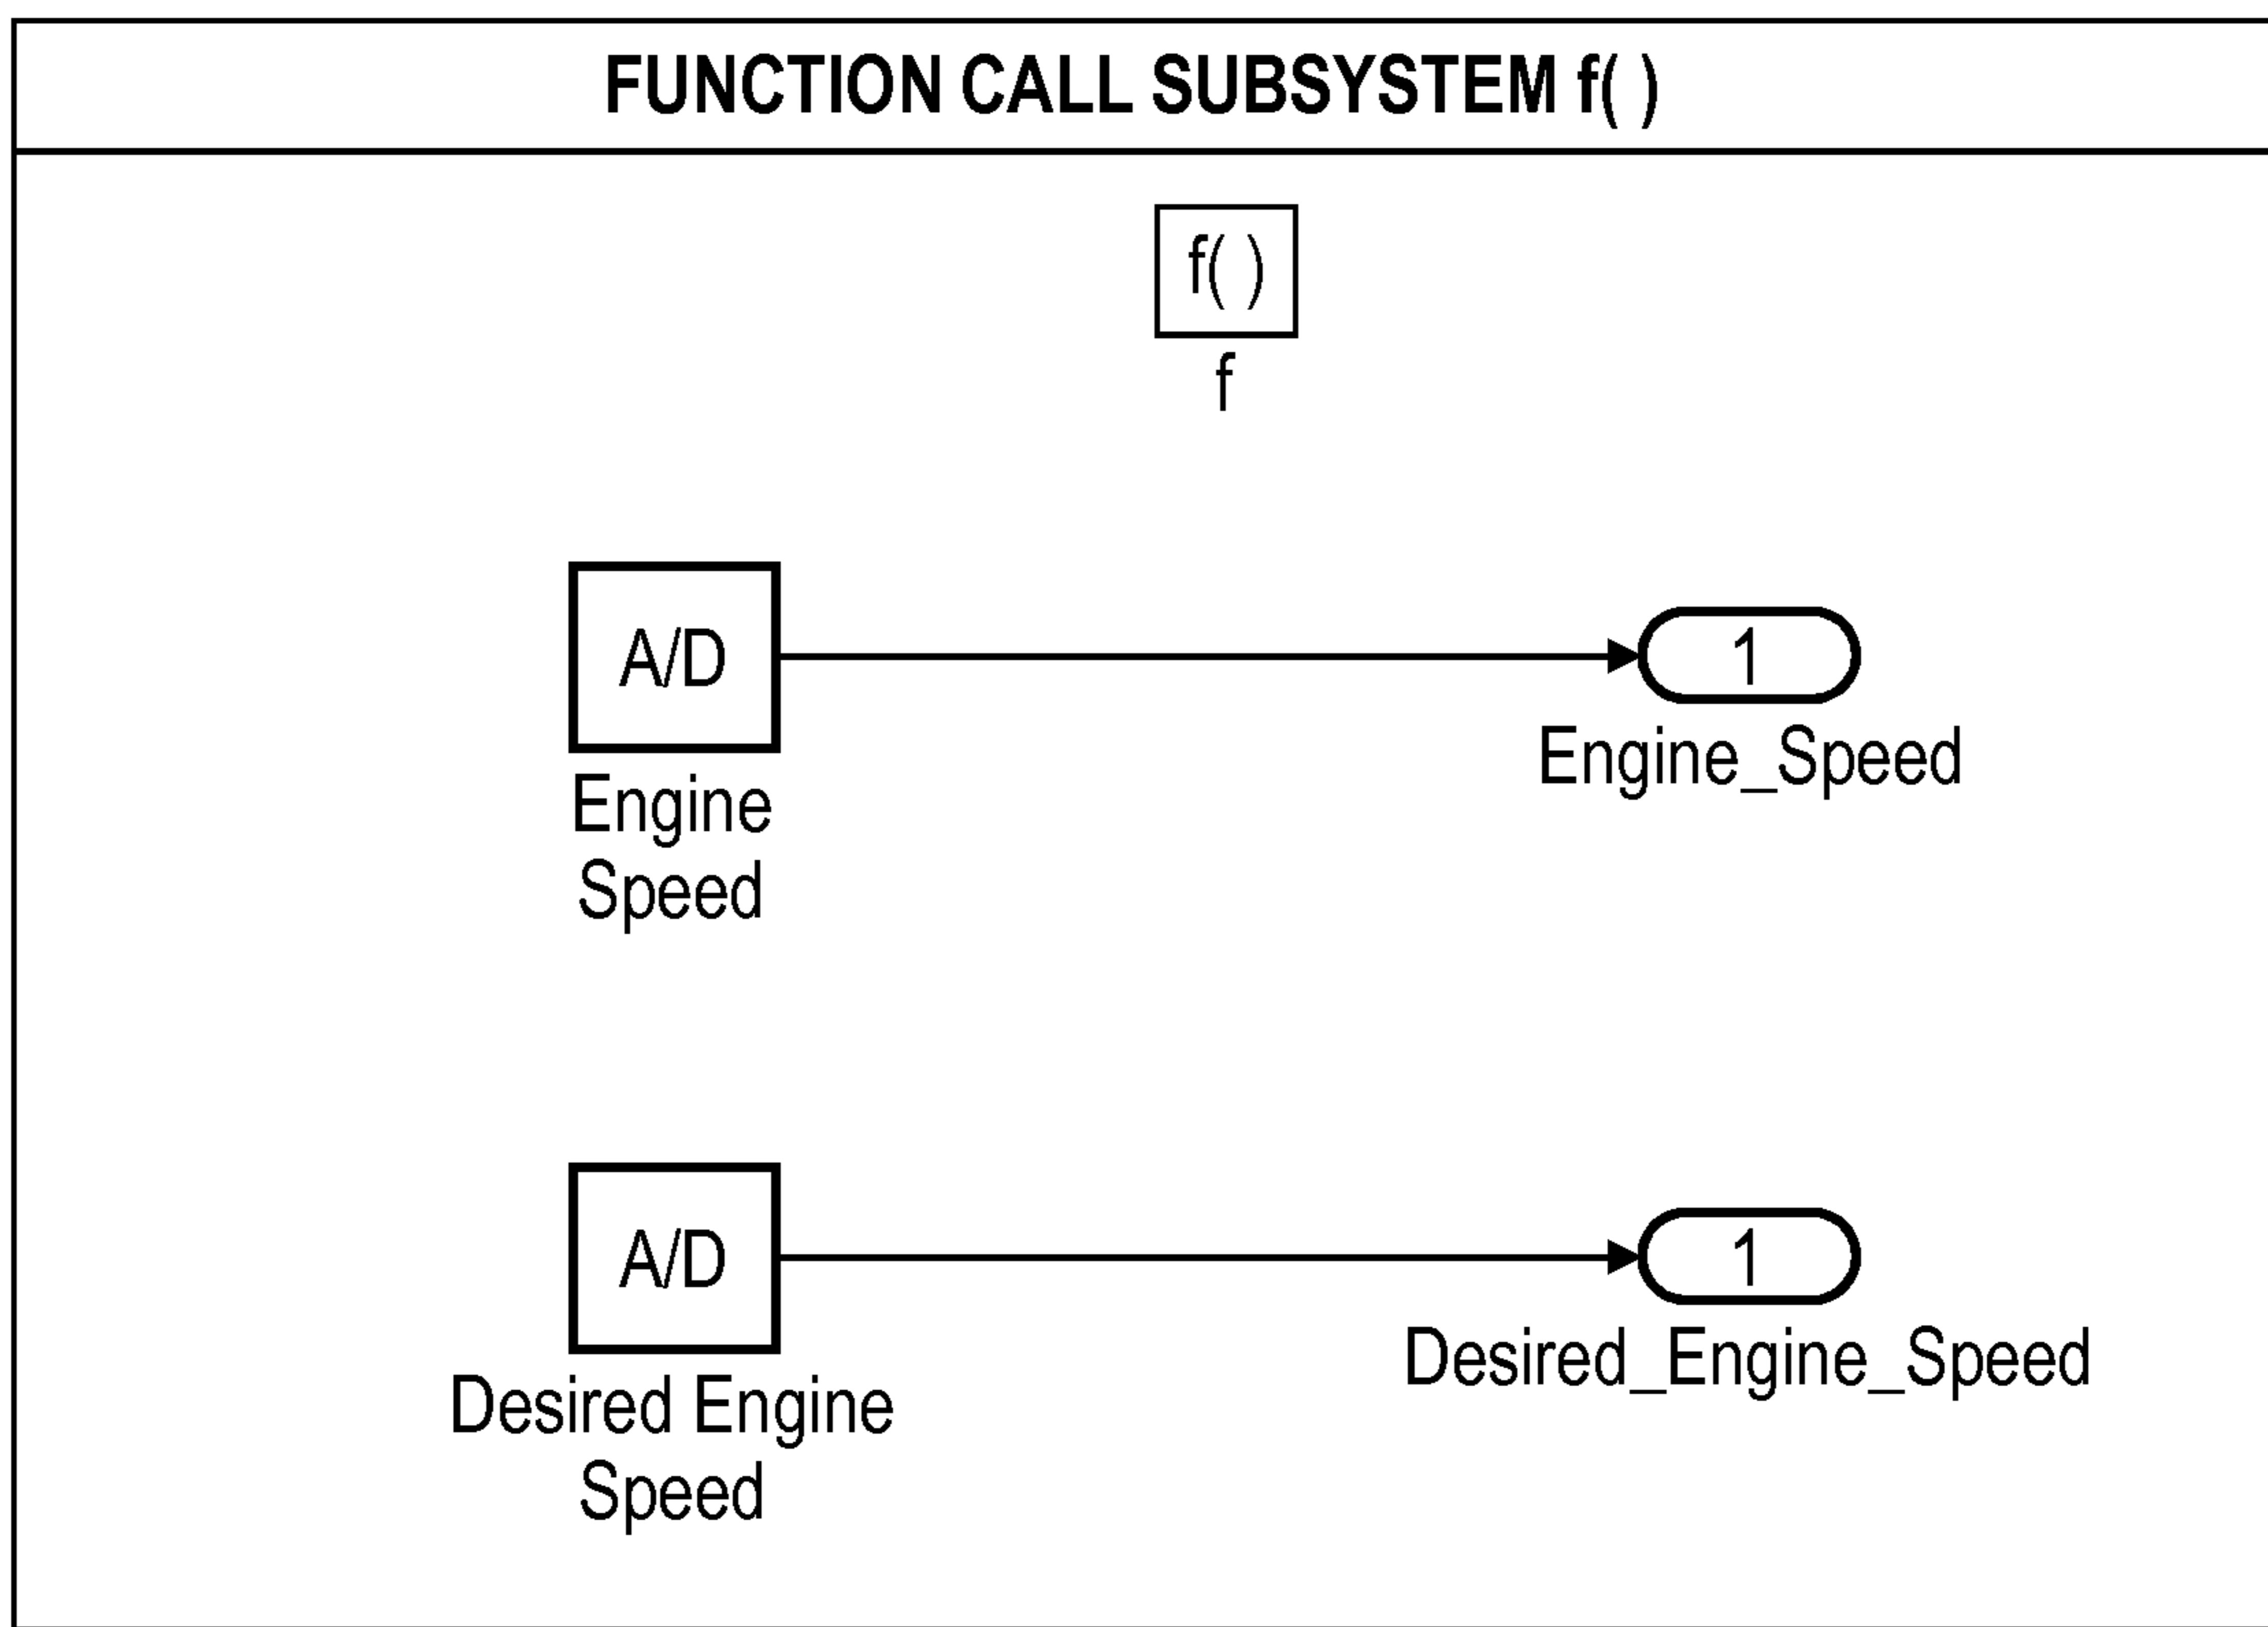 FUNCTION CALL SUBSYSTEM f( )
f( )
f
A/D
1
Engine_Speed
Engine
Speed
A/D
1
Desired_Engine_Speed
Desired Engine
Speed